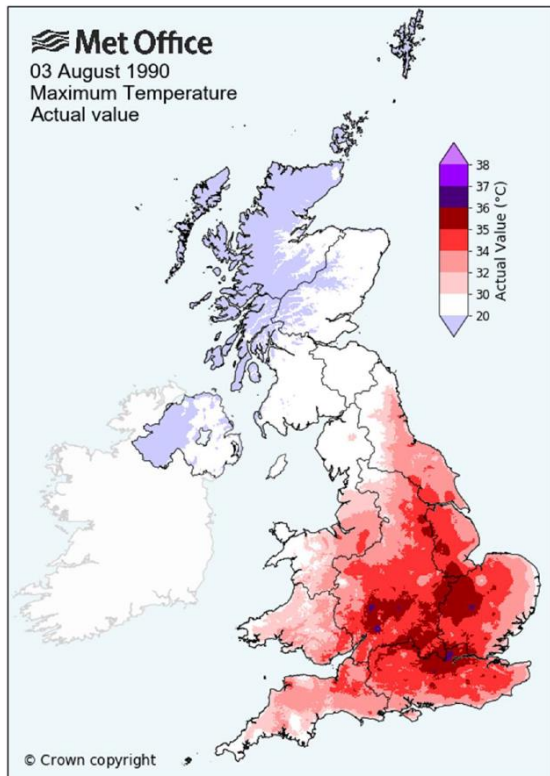 Met Office
03 August 1990
Maximum Temperature
Actual value
38
37
36
35
34
32
30
20
Actual Value (°C)
© Crown copyright